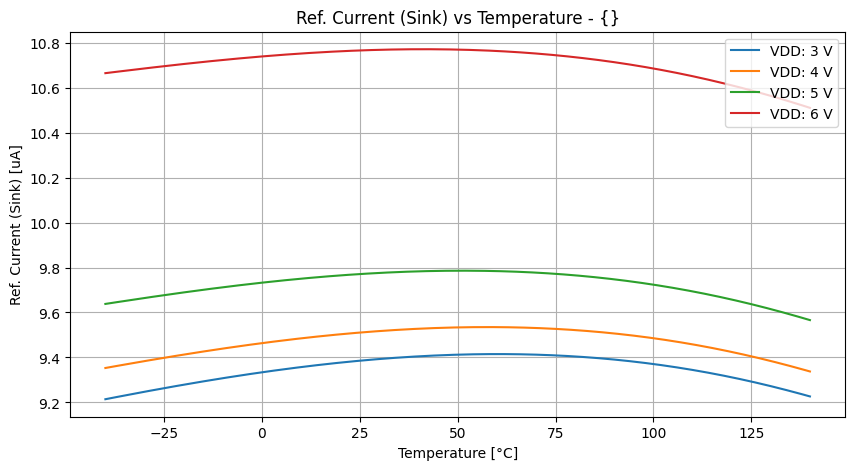 Ref. Current (Sink) vs Temperature - {}
Ref. Current (Sink) [uA]
10.8
10.6
10.4
10.2
10.0
9.8
9.6
9.4
9.2
VDD: 3 V
VDD: 4 V
VDD: 5 V
VDD: 6 V
−25
0
25
50
75
100
125
Temperature [°C]